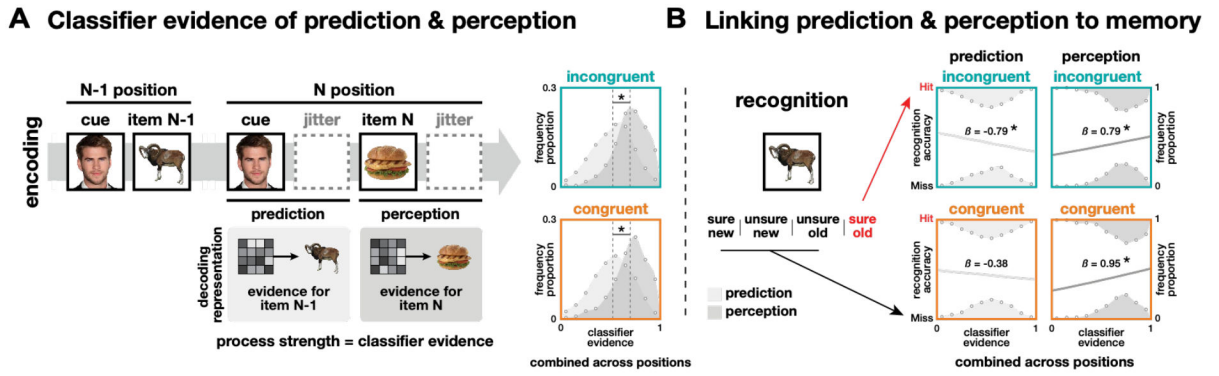 A Classifier evidence of prediction & perception
N-1 position
N position
cue
item N-1
cue
jitter
item N
jitter
encoding
prediction
perception
decoding
representation
evidence for
item N-1
evidence for
item N
process strength = classifier evidence
incongruent
0.3
*
frequency
proportion
0
congruent
0.3
*
frequency
proportion
0
0
classifier
evidence
1
combined across positions
B Linking prediction & perception to memory
recognition
sure
new
unsure
new
unsure
old
sure
old
prediction
perception
prediction
incongruent
perception
incongruent
Hit
recognition
accuracy
Miss
ß = -0.79 *
ß = 0.79 *
1
frequency
proportion
0
congruent
congruent
Hit
recognition
accuracy
Miss
ß = -0.38
ß = 0.95 *
1
frequency
proportion
0
0
classifier
evidence
classifier
evidence
1
combined across positions